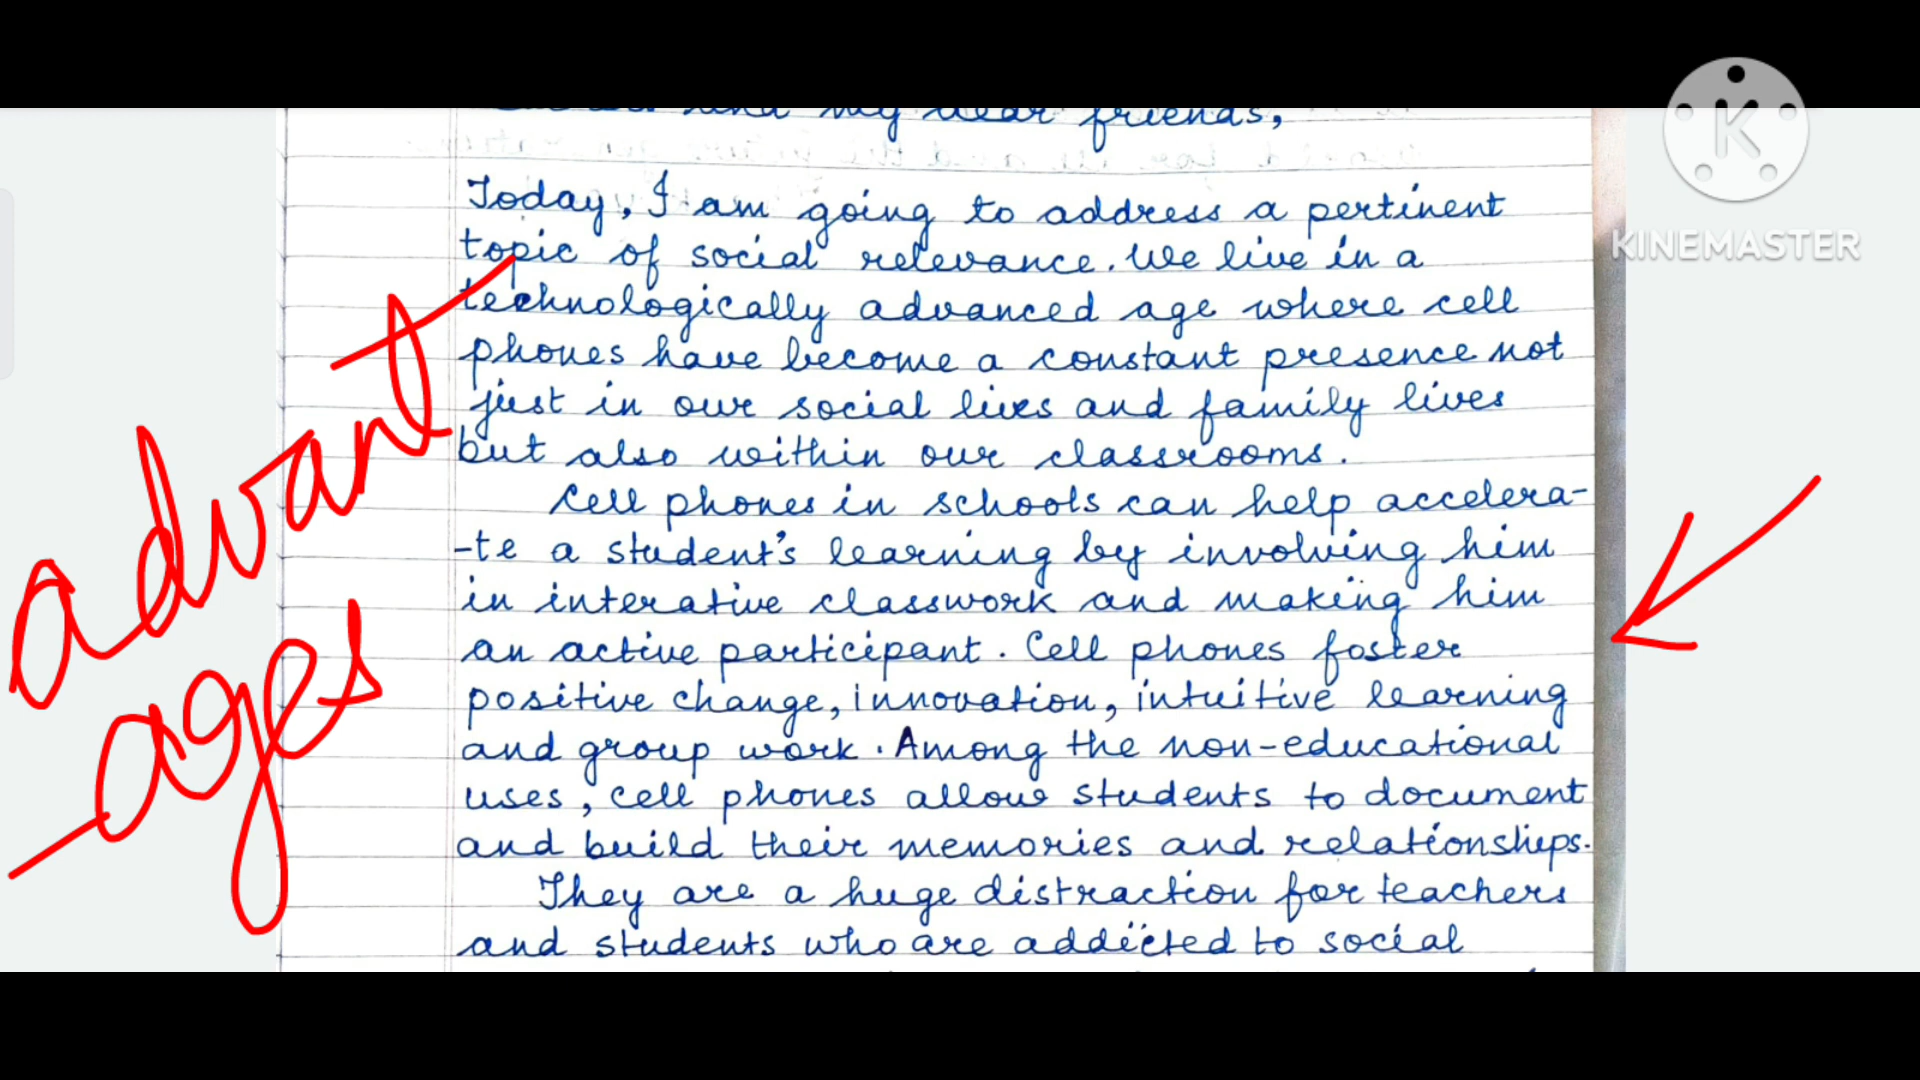 and my dear friends,
Today, I am going to address a pertinent
topic of social relevance. We live in a
technologically advanced age where cell
phones have become a constant presence not
just in our social lives and family lives
but also within our classrooms.
Cell phones in schools can help accelera-
-te a student's learning by involving him
in interative classwork and making him
an active participant. Cell phones foster
positive change, innovation, intuitive learning
and group work. Among the non-educational
uses, cell phones allow students to document
and build their memories and relationships.
They are a huge distraction for teachers
and students who are addicted to social
advant
-ages
K
KINEMASTER